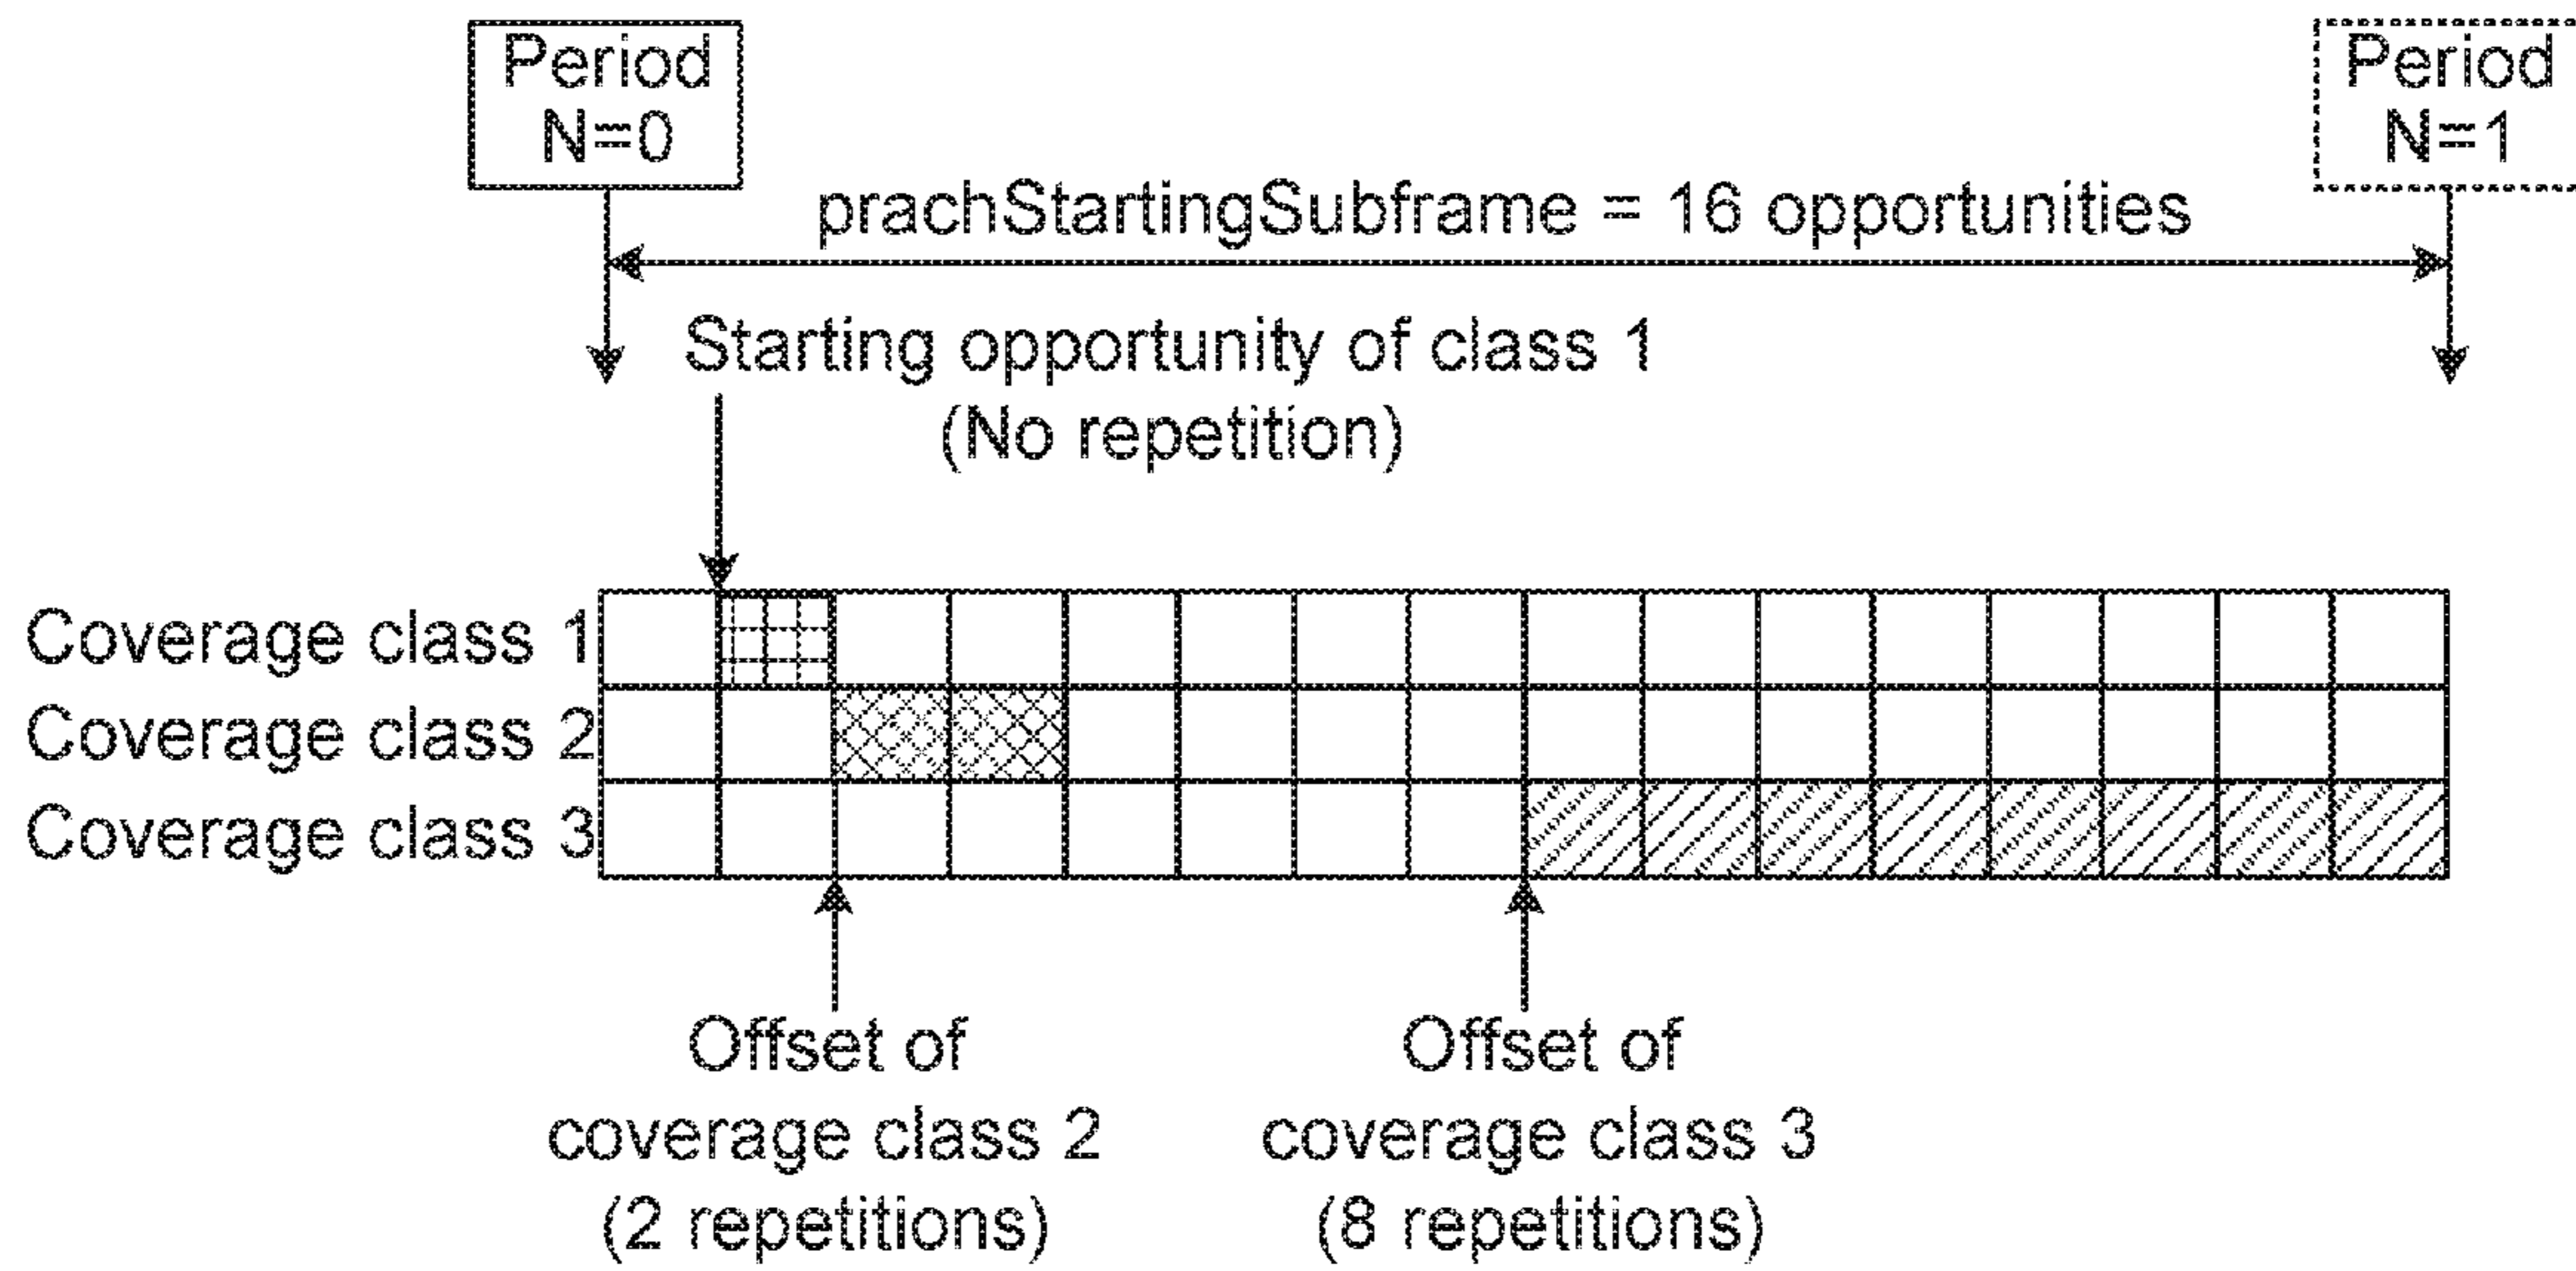 Period
N=0
Period
N=1
prachStartingSubframe = 16 opportunities
Starting opportunity of class 1
(No repetition)
Coverage class 1
Coverage class 2
Coverage class 3
Offset of
coverage class 2
(2 repetitions)
Offset of
coverage class 3
(8 repetitions)